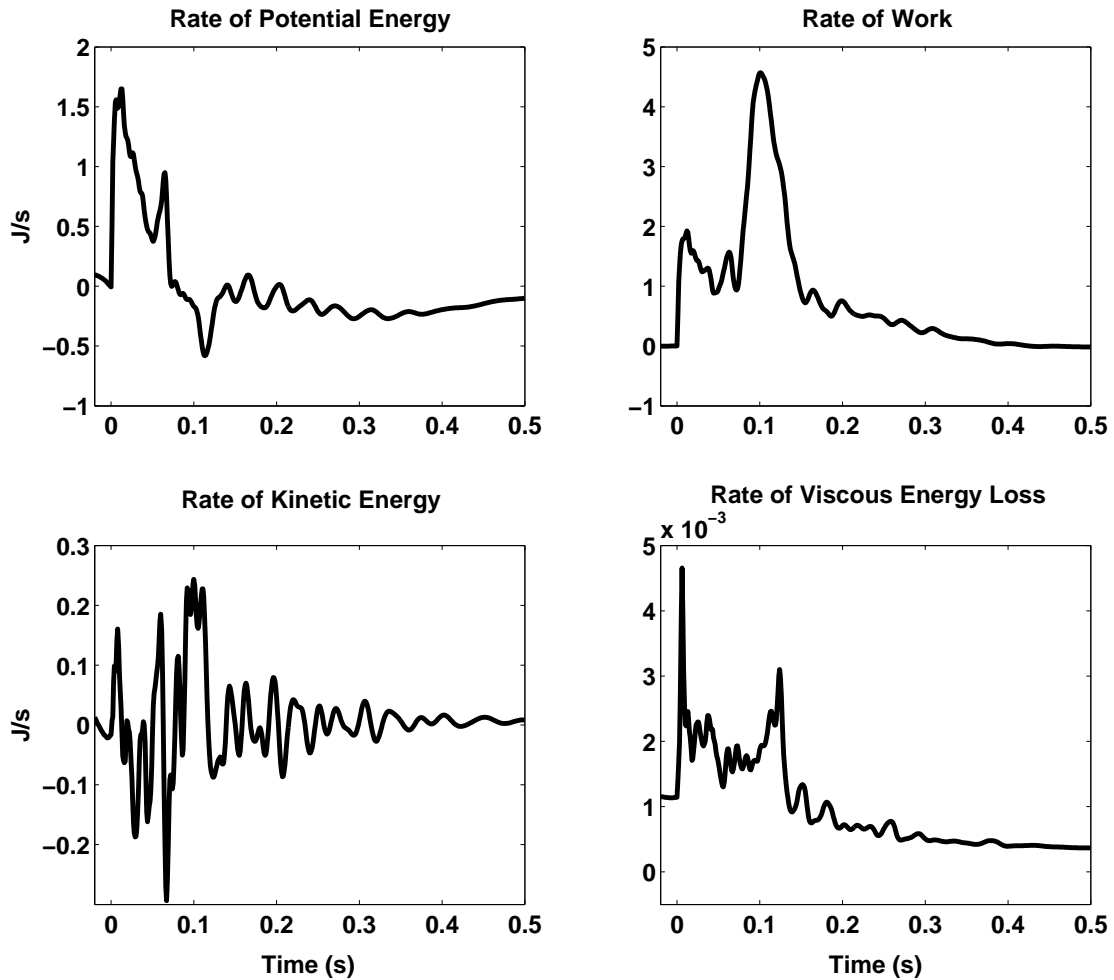 Rate of Potential Energy
2
1.5
1
0.5
0
−0.5
−1
J/s
0 0.1 0.2 0.3 0.4 0.5
Rate of Work
5
4
3
2
1
0
−1
0 0.1 0.2 0.3 0.4 0.5
Rate of Kinetic Energy
0.3
0.2
0.1
0
−0.1
−0.2
J/s
0 0.1 0.2 0.3 0.4 0.5
Time (s)
Rate of Viscous Energy Loss
x 10−3
5
4
3
2
1
0
0 0.1 0.2 0.3 0.4 0.5
Time (s)